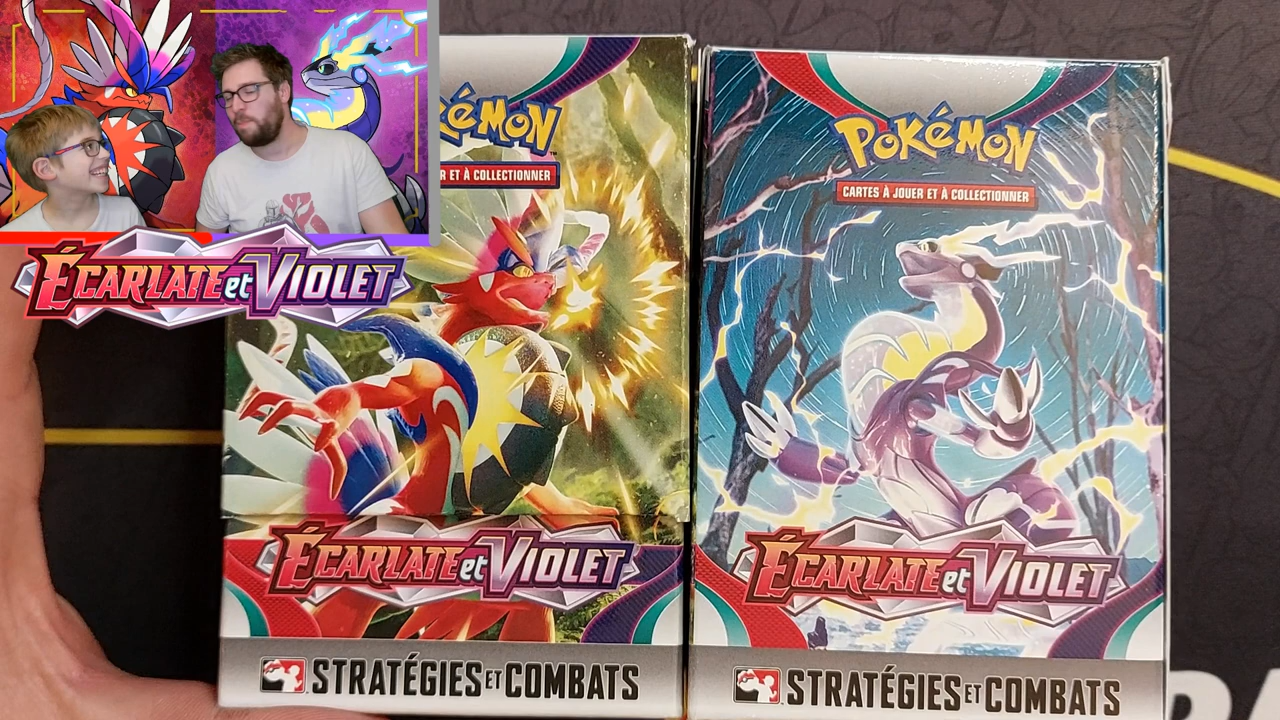 ÉCARLATE et VIOLET
KÉMON
R ET À COLLECTIONNER
ÉCARLATE et VIOLET
STRATÉGIES ET COMBATS
POKÉMON
CARTES À JOUER ET À COLLECTIONNER
ÉCARLATE et VIOLET
STRATÉGIES ET COMBATS